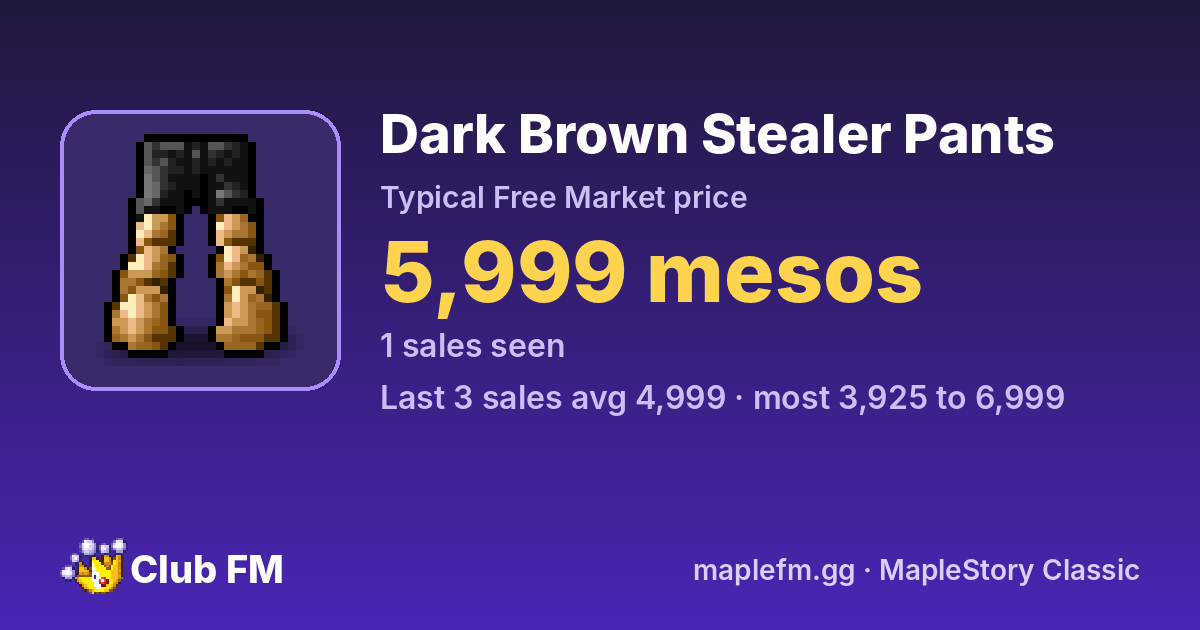 Dark Brown Stealer Pants
Typical Free Market price
5,999 mesos
1 sales seen
Last 3 sales avg 4,999 · most 3,925 to 6,999
Club FM
maplefm.gg · MapleStory Classic